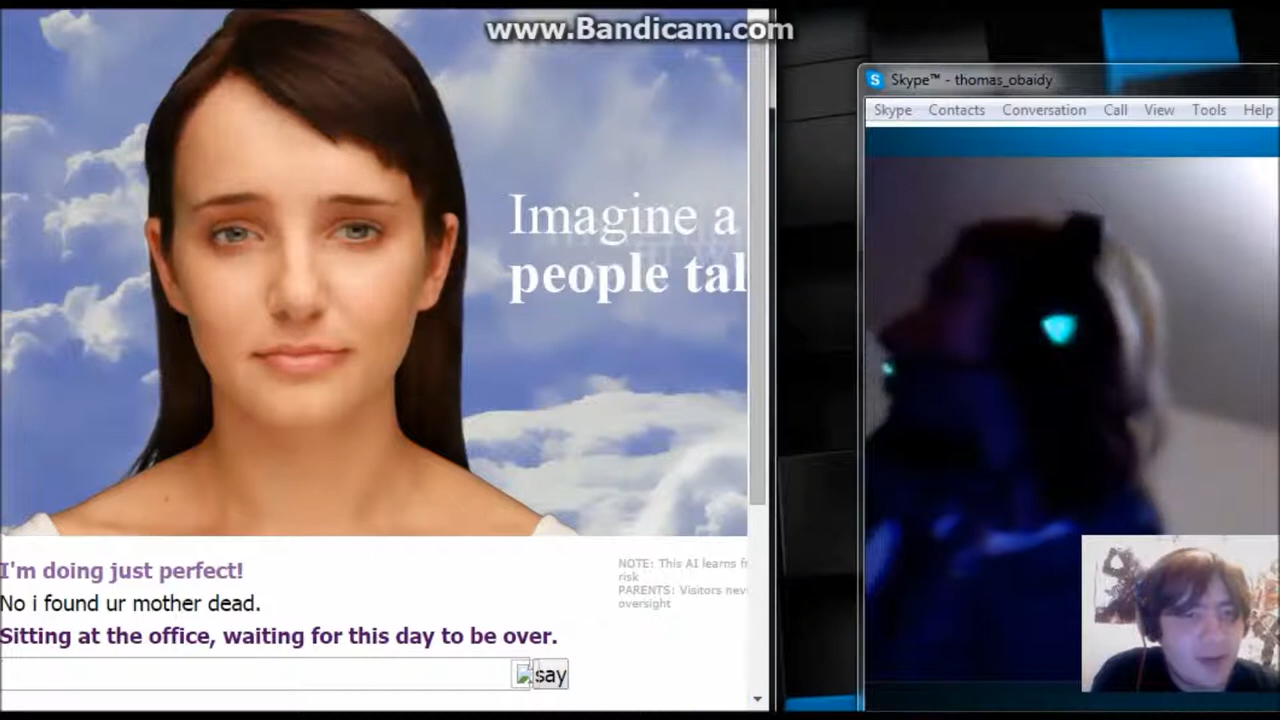 www.Bandicam.com
Imagine a
people tal
I'm doing just perfect!
No i found ur mother dead.
Sitting at the office, waiting for this day to be over.
say
NOTE: This AI learns fr
risk
PARENTS: Visitors nev
oversight
Skype™ - thomas_obaidy
Skype Contacts Conversation Call View Tools Help